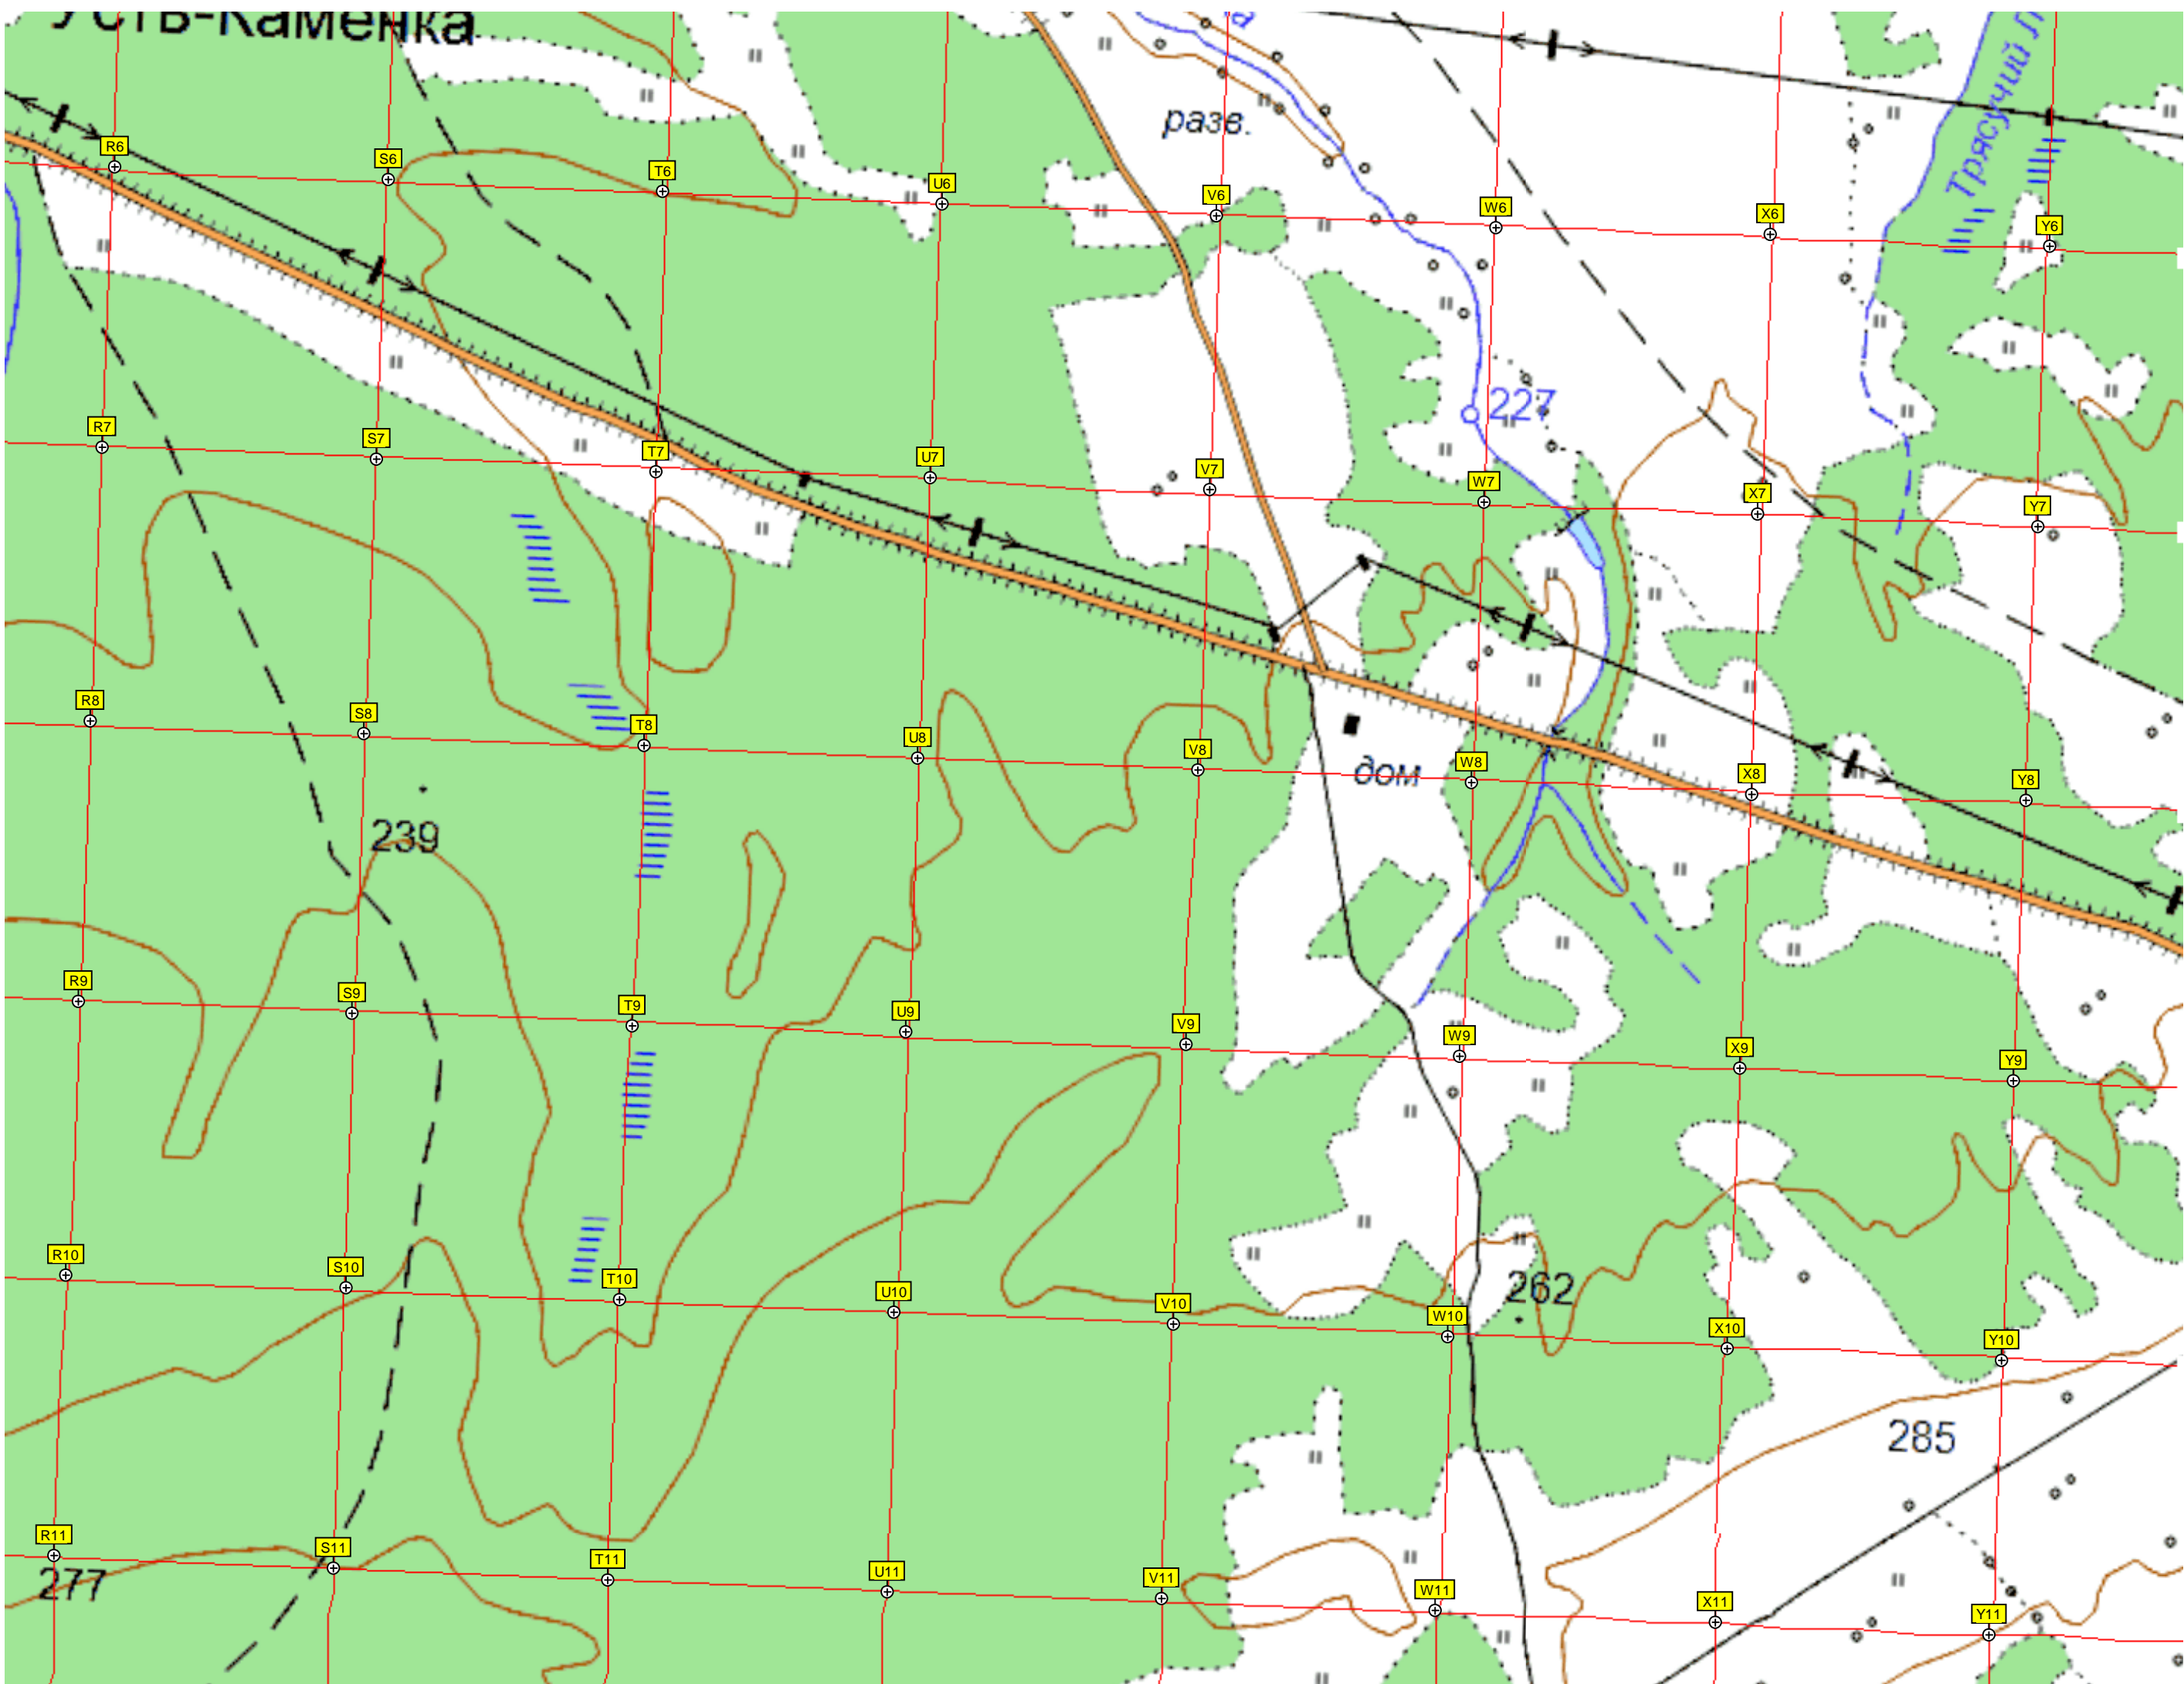 Усть-Каменка
разв.
Трясучий
R6 S6 T6 U6 V6 W6 X6 Y6
227
R7 S7 T7 U7 V7 W7 X7 Y7
R8 S8 T8 U8 V8 W8 X8 Y8
дом
239
R9 S9 T9 U9 V9 W9 X9 Y9
R10 S10 T10 U10 V10 W10 X10 Y10
262
285
R11 S11 T11 U11 V11 W11 X11 Y11
277